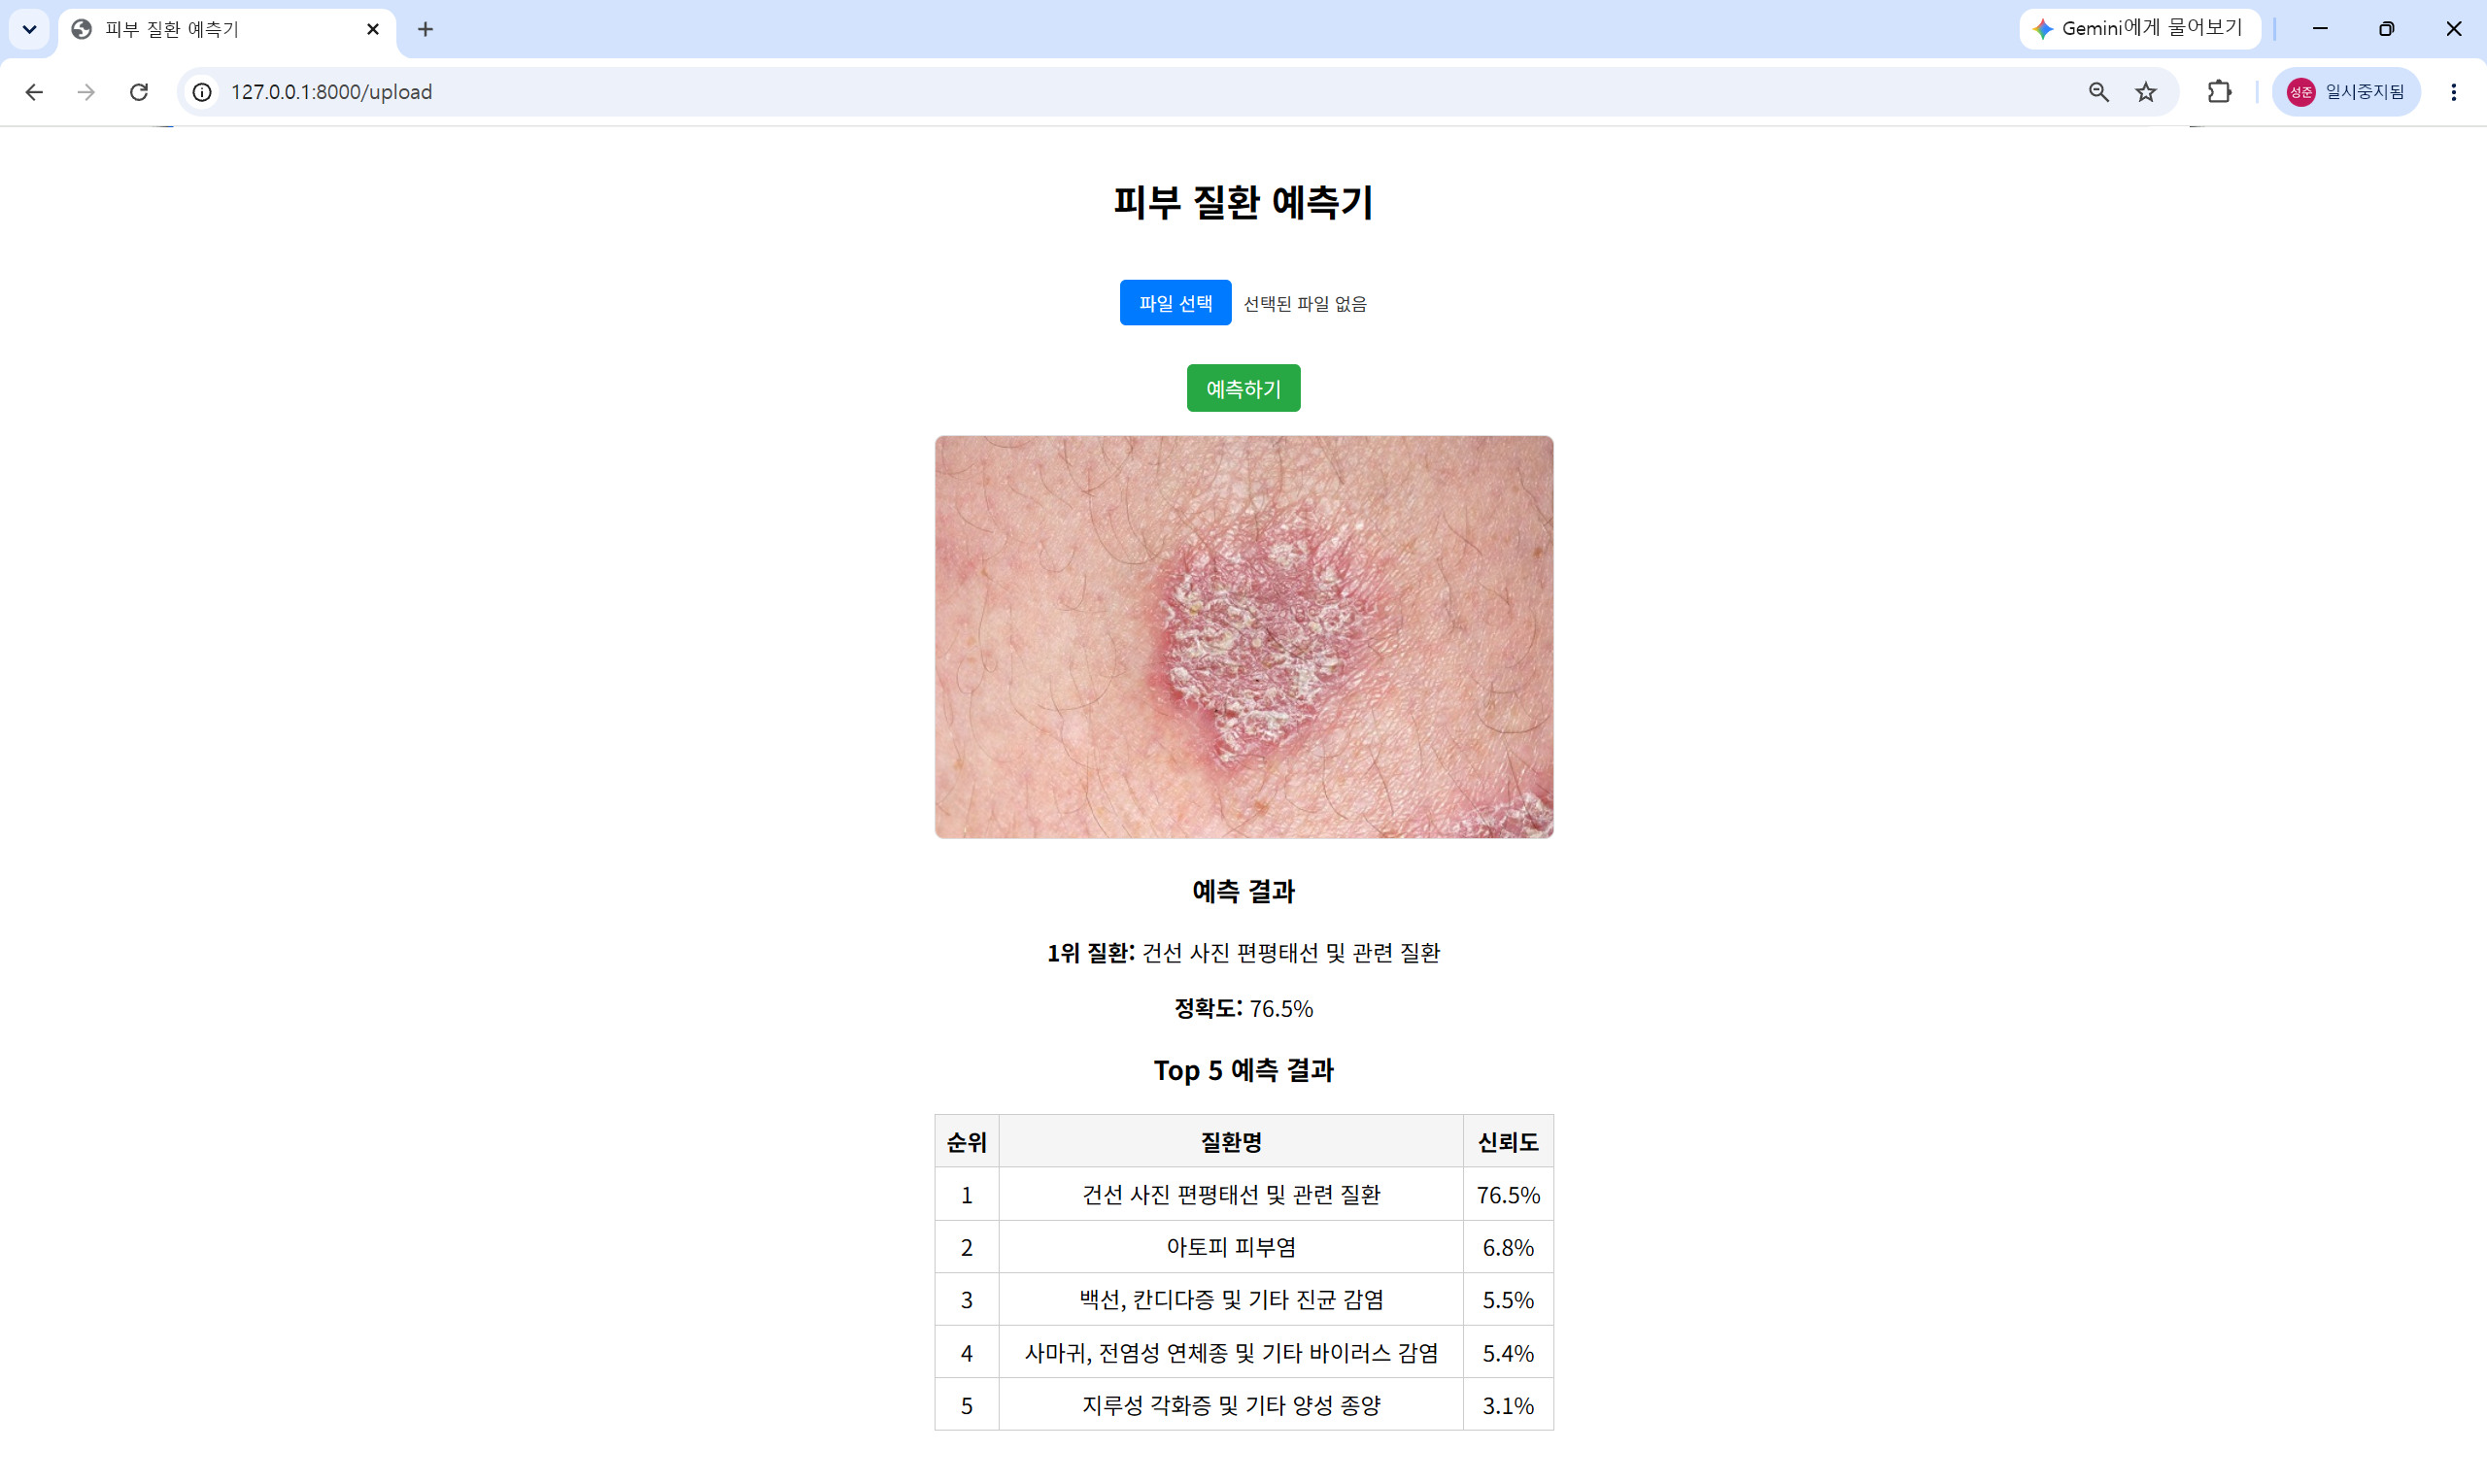 피부 질환 예측기
Gemini에게 물어보기
127.0.0.1:8000/upload
성준 일시중지됨
피부 질환 예측기
파일 선택 선택된 파일 없음
예측하기
예측 결과
1위 질환: 건선 사진 편평태선 및 관련 질환
정확도: 76.5%
Top 5 예측 결과
순위 질환명 신뢰도
1 건선 사진 편평태선 및 관련 질환 76.5%
2 아토피 피부염 6.8%
3 백선, 칸디다증 및 기타 진균 감염 5.5%
4 사마귀, 전염성 연체종 및 기타 바이러스 감염 5.4%
5 지루성 각화증 및 기타 양성 종양 3.1%